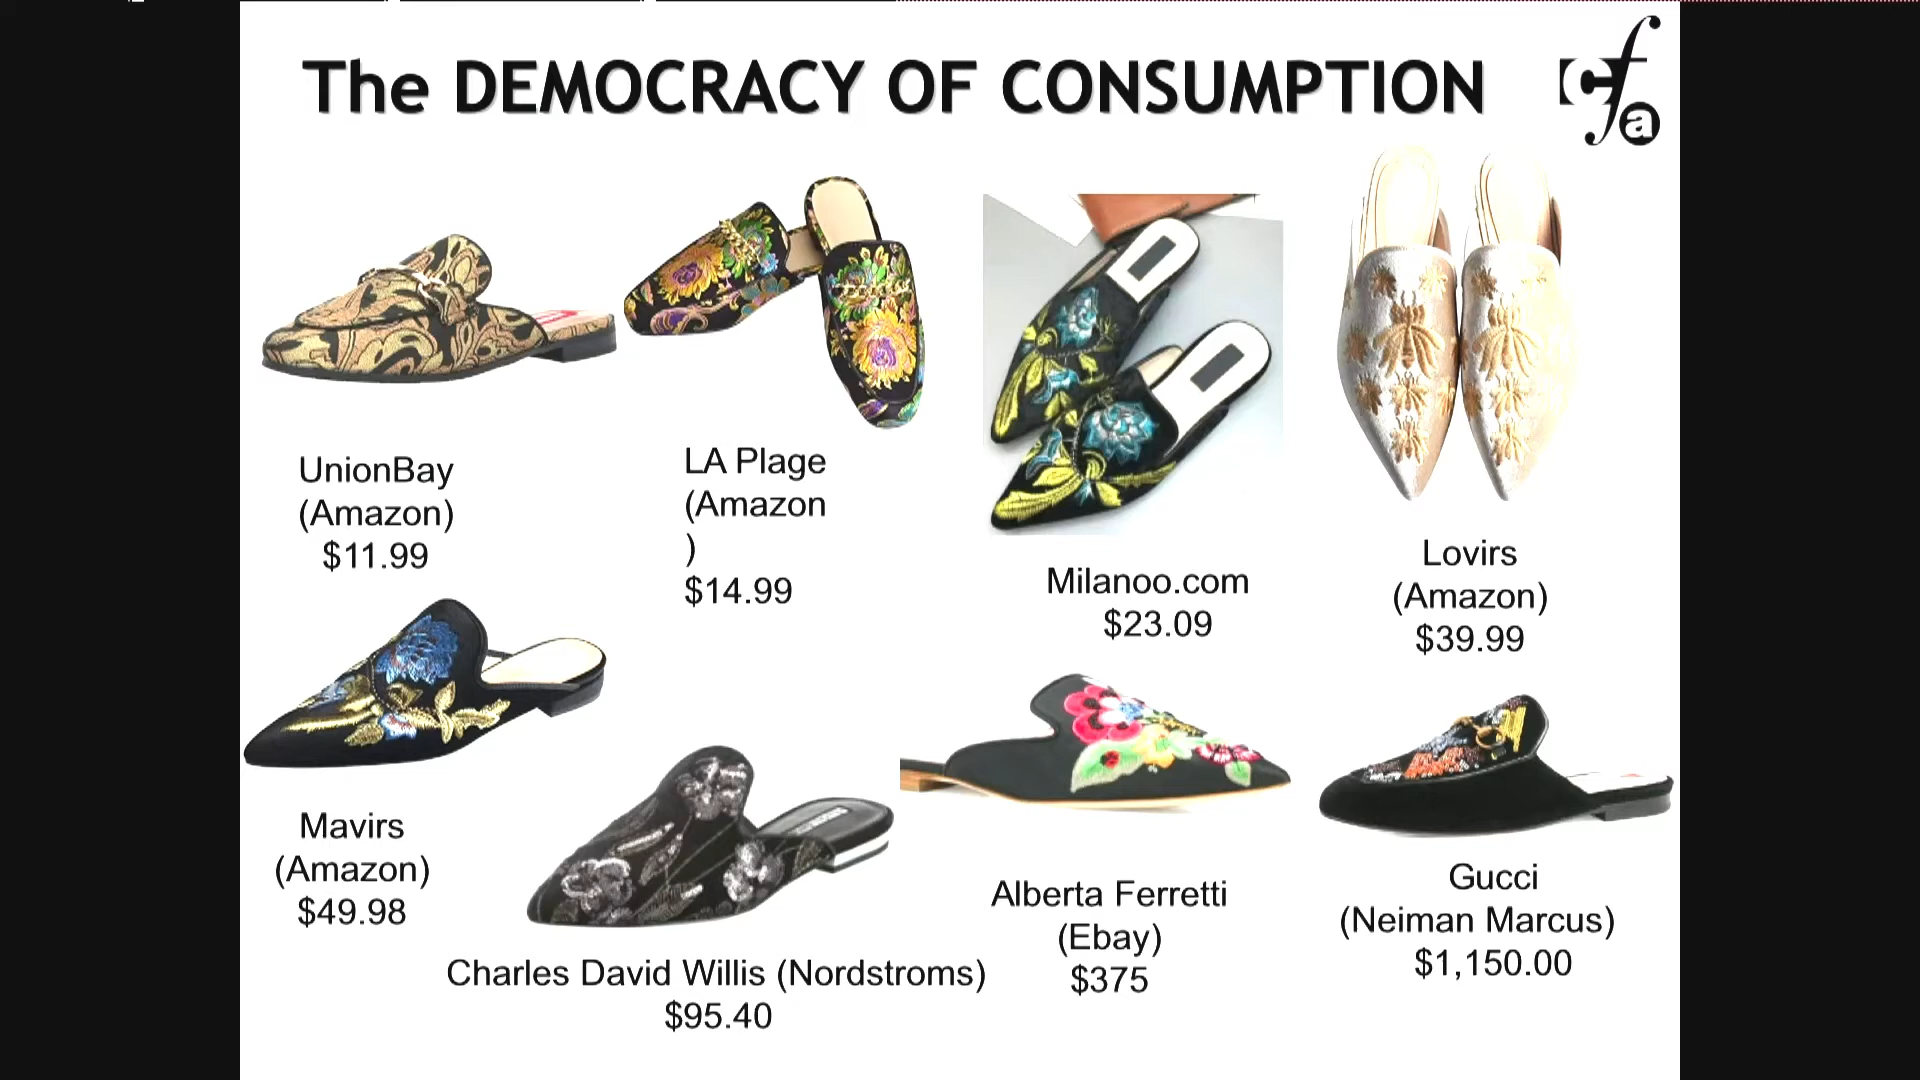 The DEMOCRACY OF CONSUMPTION
cfa
UnionBay
(Amazon)
$11.99
LA Plage
(Amazon
)
$14.99
Milanoo.com
$23.09
Lovirs
(Amazon)
$39.99
Mavirs
(Amazon)
$49.98
Charles David Willis (Nordstroms)
$95.40
Alberta Ferretti
(Ebay)
$375
Gucci
(Neiman Marcus)
$1,150.00